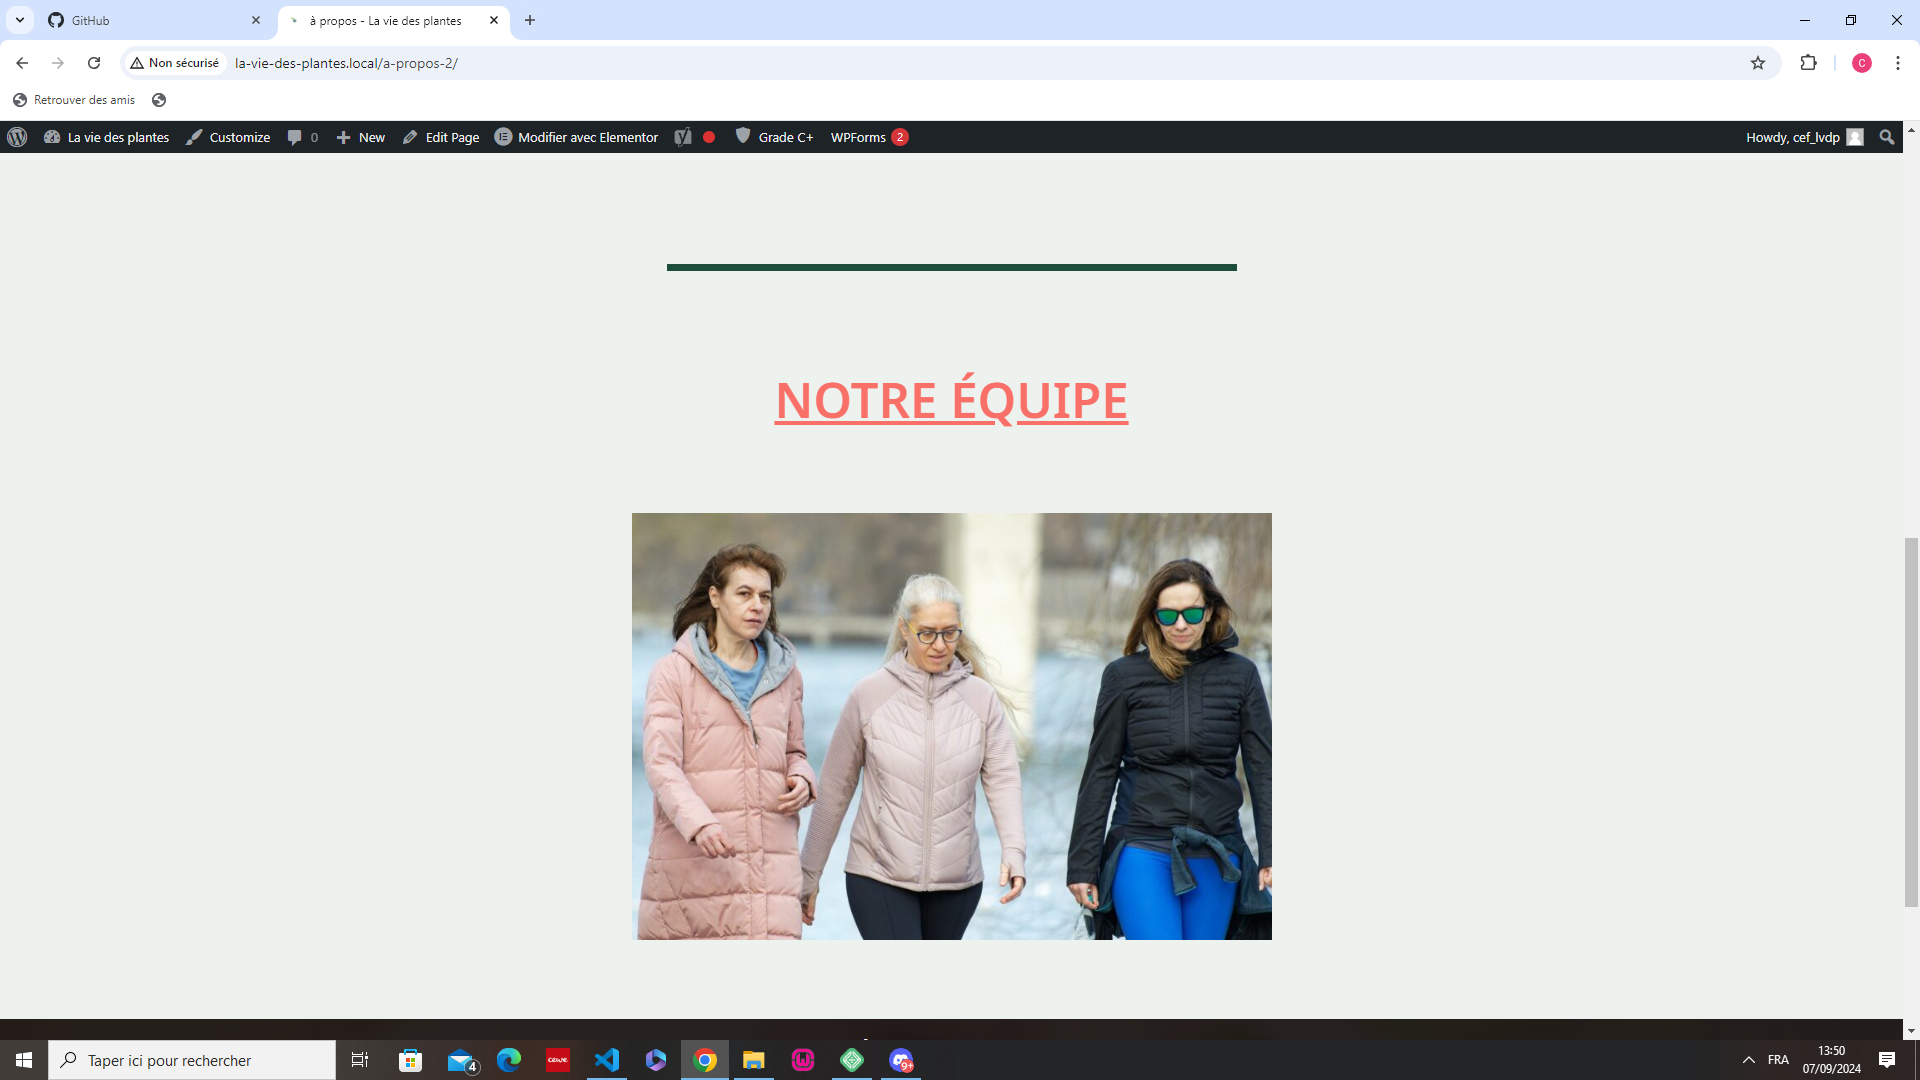 GitHub
à propos - La vie des plantes
Non sécurisé
la-vie-des-plantes.local/a-propos-2/
C
Retrouver des amis
La vie des plantes
Customize
0
New
Edit Page
Modifier avec Elementor
Grade C+
WPForms 2
Howdy, cef_lvdp
NOTRE ÉQUIPE
Taper ici pour rechercher
4
cewe
9+
FRA
13:50
07/09/2024